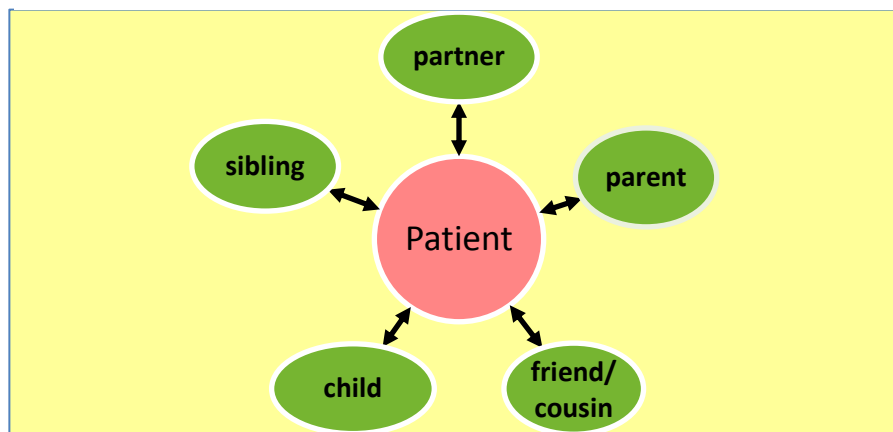 partner
sibling
parent
Patient
child
friend/
cousin